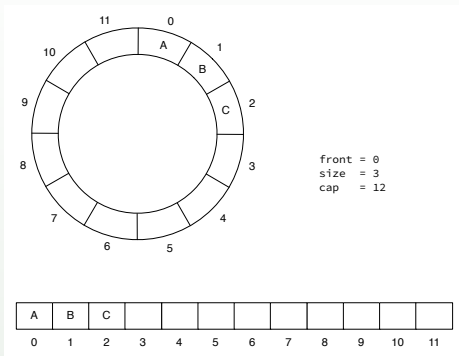 11 0
10 A 1
B
9 C 2
8 3
7 4
6 5
front = 0
size  = 3
cap   = 12
A B C
0 1 2 3 4 5 6 7 8 9 10 11